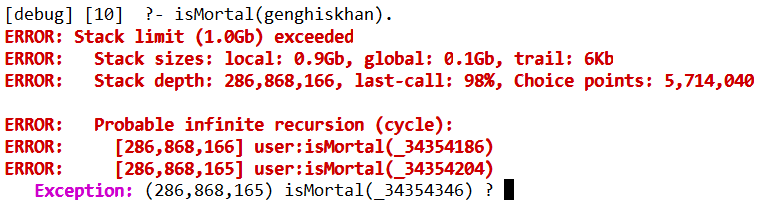 [debug] [10]  ?- isMortal(genghiskhan).
ERROR: Stack limit (1.0Gb) exceeded
ERROR:   Stack sizes: local: 0.9Gb, global: 0.1Gb, trail: 6Kb
ERROR:   Stack depth: 286,868,166, last-call: 98%, Choice points: 5,714,040
ERROR:   Probable infinite recursion (cycle):
ERROR:     [286,868,166] user:isMortal(_34354186)
ERROR:     [286,868,165] user:isMortal(_34354204)
   Exception: (286,868,165) isMortal(_34354346) ?